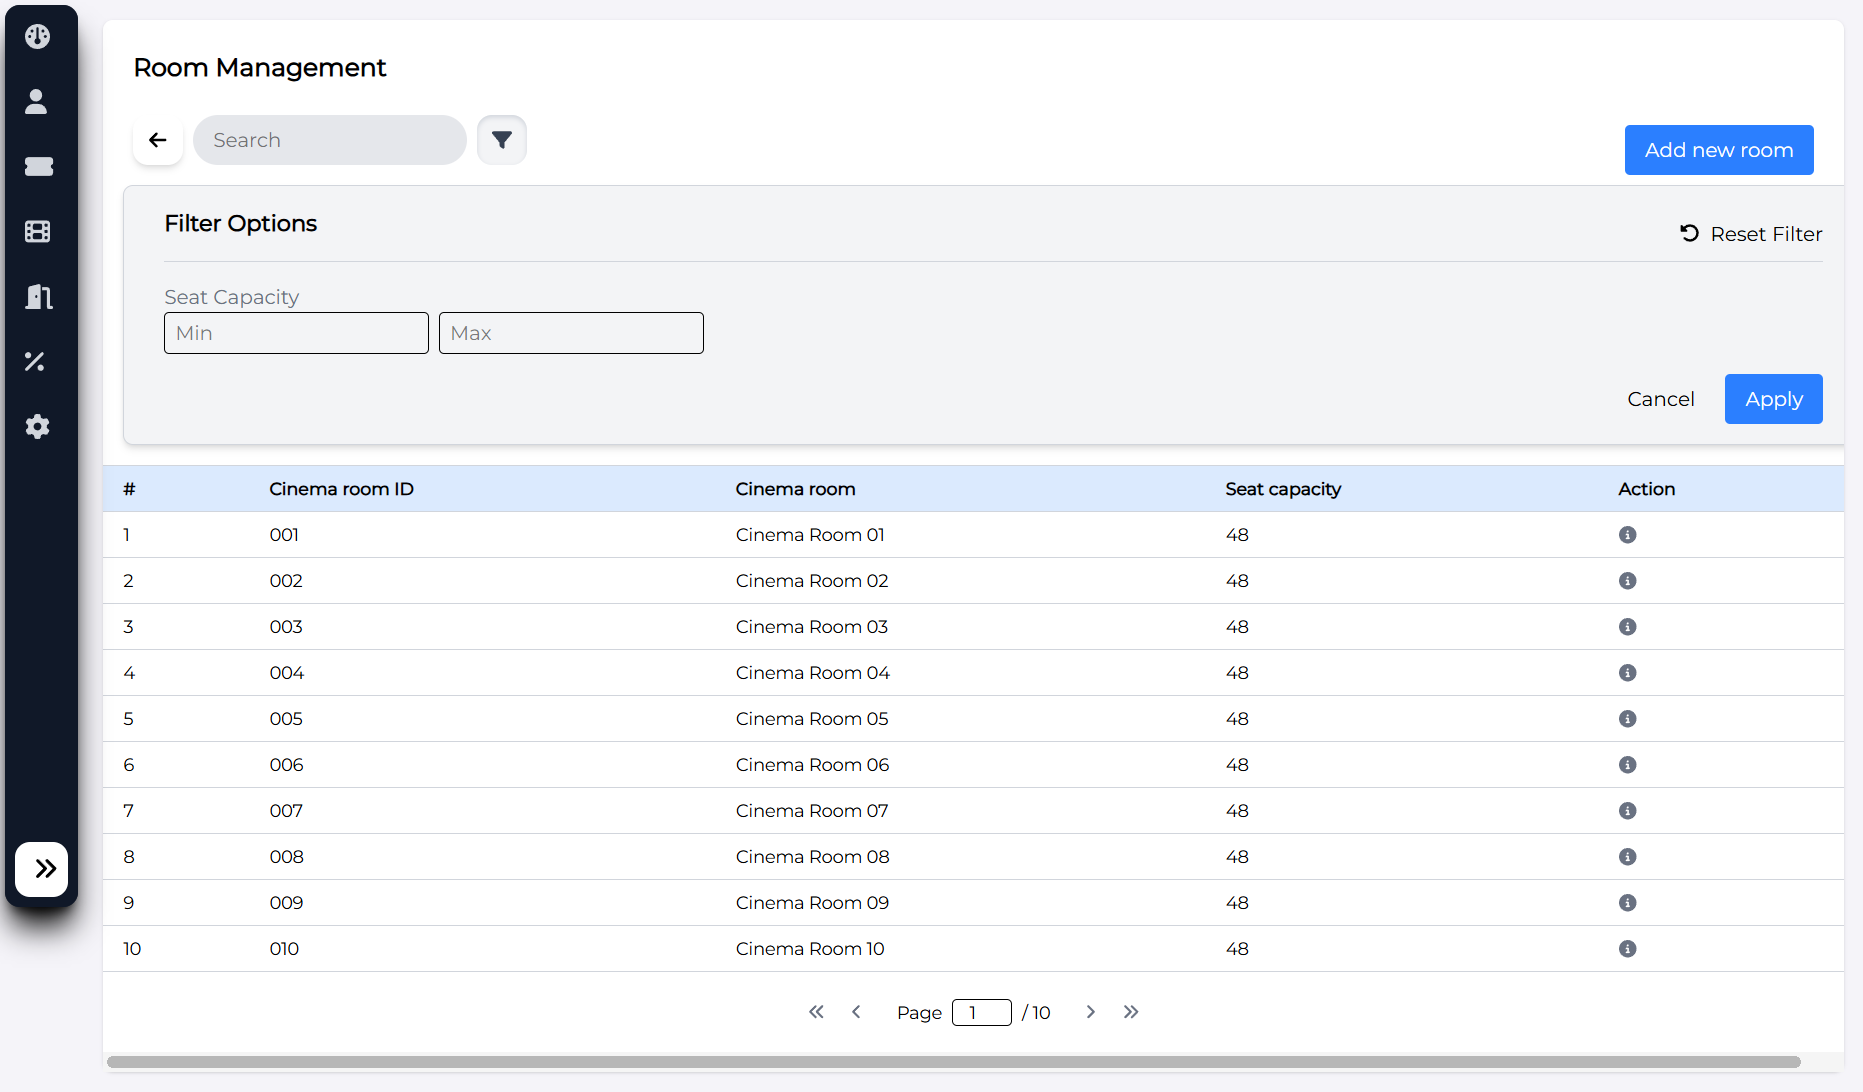 Room Management
Search
Add new room
Filter Options
Reset Filter
Seat Capacity
Min Max
Cancel Apply
# Cinema room ID Cinema room Seat capacity Action
1 001 Cinema Room 01 48
2 002 Cinema Room 02 48
3 003 Cinema Room 03 48
4 004 Cinema Room 04 48
5 005 Cinema Room 05 48
6 006 Cinema Room 06 48
7 007 Cinema Room 07 48
8 008 Cinema Room 08 48
9 009 Cinema Room 09 48
10 010 Cinema Room 10 48
Page 1 / 10